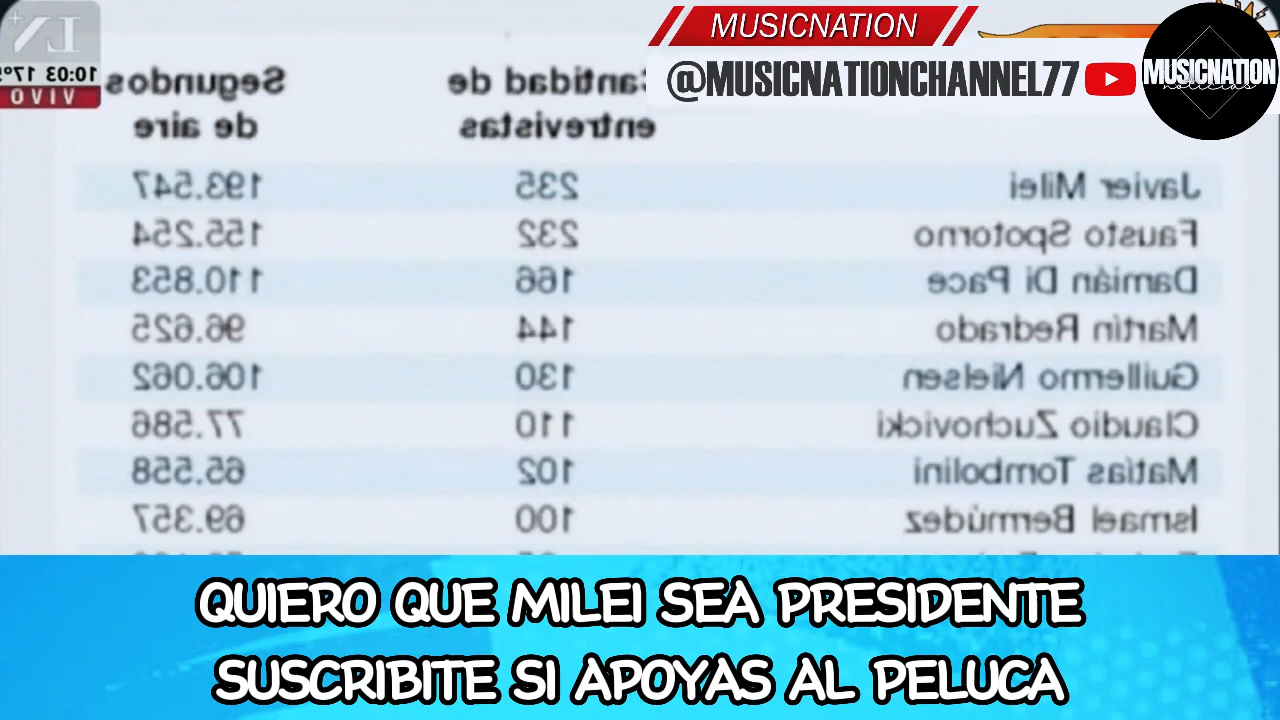 MUSICNATION
@MUSICNATIONCHANNEL77
MUSICNATION
noticias
LN+
10:03 17°
VIVO
Cantidad de entrevistas
Segundos de aire
Javier Milei 235 193.547
Fausto Spotorno 232 155.254
Damián Di Pace 166 110.853
Martín Redrado 144 96.625
Guillermo Nielsen 130 106.062
Claudio Zuchovicki 110 77.586
Matías Tombolini 102 65.558
Ismael Bermúdez 100 69.357
QUIERO QUE MILEI SEA PRESIDENTE
SUSCRIBITE SI APOYAS AL PELUCA